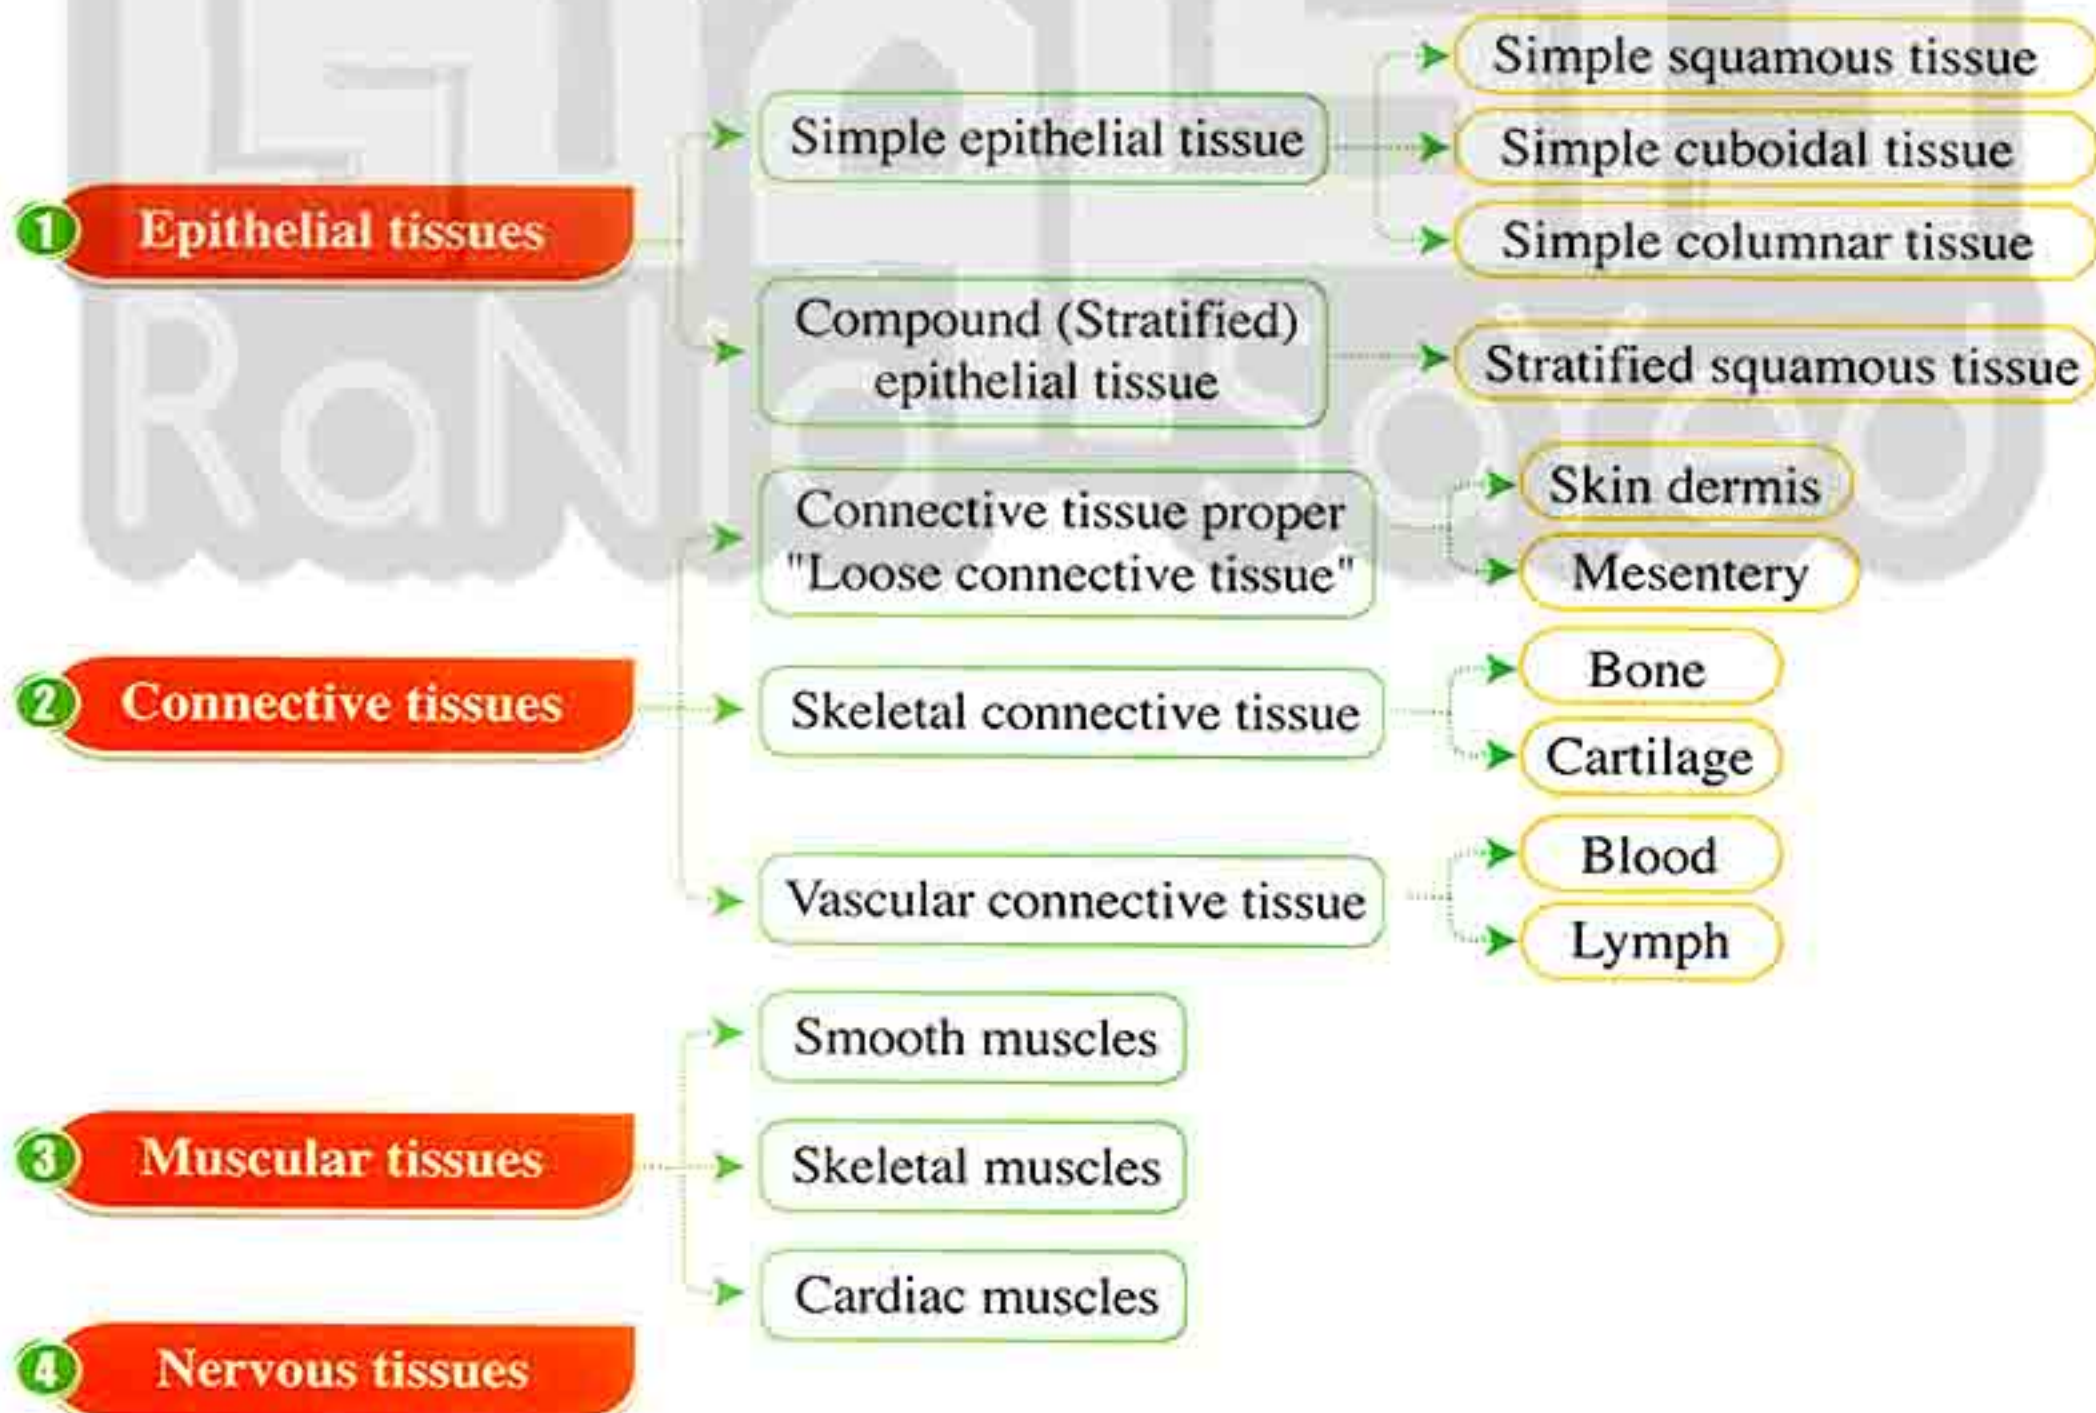 1 Epithelial tissues
Simple epithelial tissue
Simple squamous tissue
Simple cuboidal tissue
Simple columnar tissue
Compound (Stratified)
epithelial tissue
Stratified squamous tissue
2 Connective tissues
Connective tissue proper
"Loose connective tissue"
Skin dermis
Mesentery
Skeletal connective tissue
Bone
Cartilage
Vascular connective tissue
Blood
Lymph
3 Muscular tissues
Smooth muscles
Skeletal muscles
Cardiac muscles
4 Nervous tissues